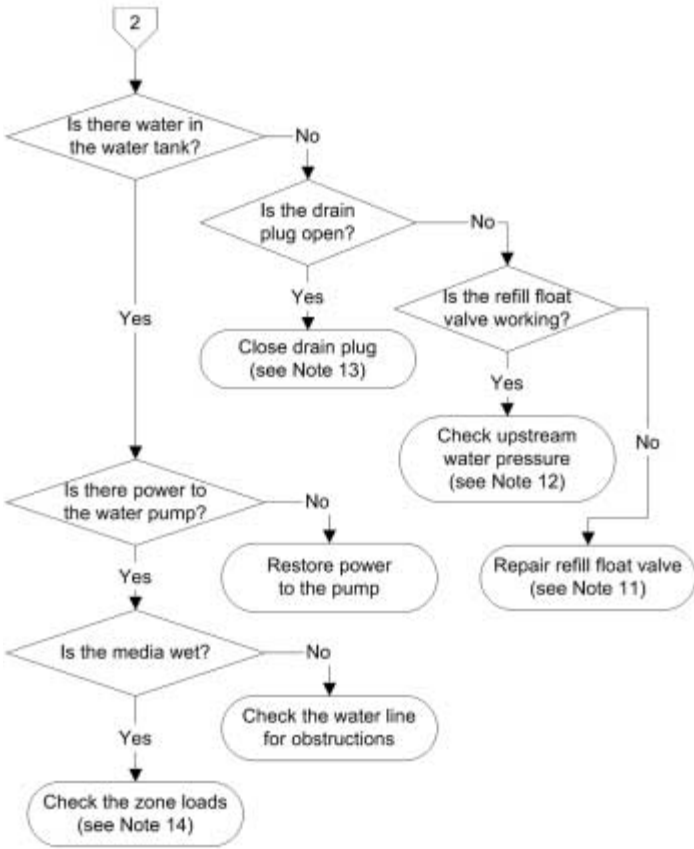 2
Is there water in
the water tank?
No
Is the drain
plug open?
No
Yes
Is the refill float
valve working?
Yes
Close drain plug
(see Note 13)
Yes
Check upstream
water pressure
(see Note 12)
No
Is there power to
the water pump?
No
Restore power
to the pump
Repair refill float valve
(see Note 11)
Yes
Is the media wet?
No
Check the water line
for obstructions
Yes
Check the zone loads
(see Note 14)